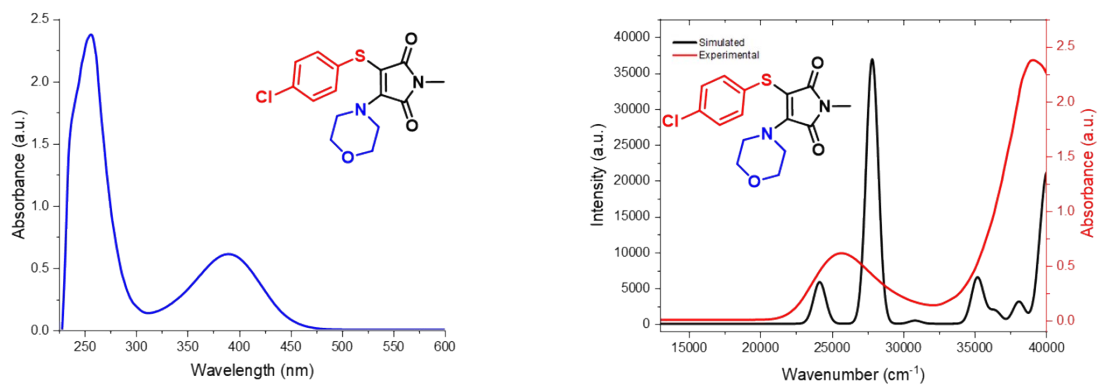 2.5
2.0
1.5
1.0
0.5
0.0
250 300 350 400 450 500 550 600
Absorbance (a.u.)
Wavelength (nm)
Cl
S
O
N
O
N
O
40000
35000
30000
25000
20000
15000
10000
5000
0
15000 20000 25000 30000 35000 40000
Intensity (a.u.)
Wavenumber (cm-1)
Simulated
Experimental
Cl
S
O
N
O
N
O
2.5
2.0
1.5
1.0
0.5
0.0
Absorbance (a.u.)